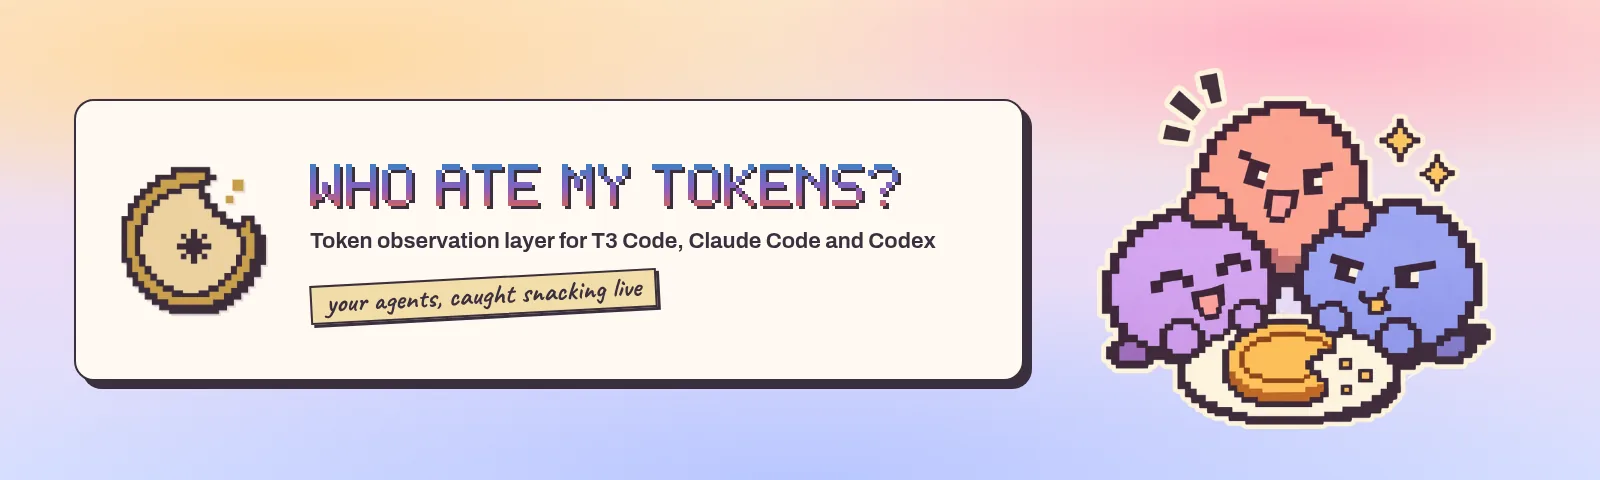 WHO ATE MY TOKENS?
Token observation layer for T3 Code, Claude Code and Codex
your agents, caught snacking live